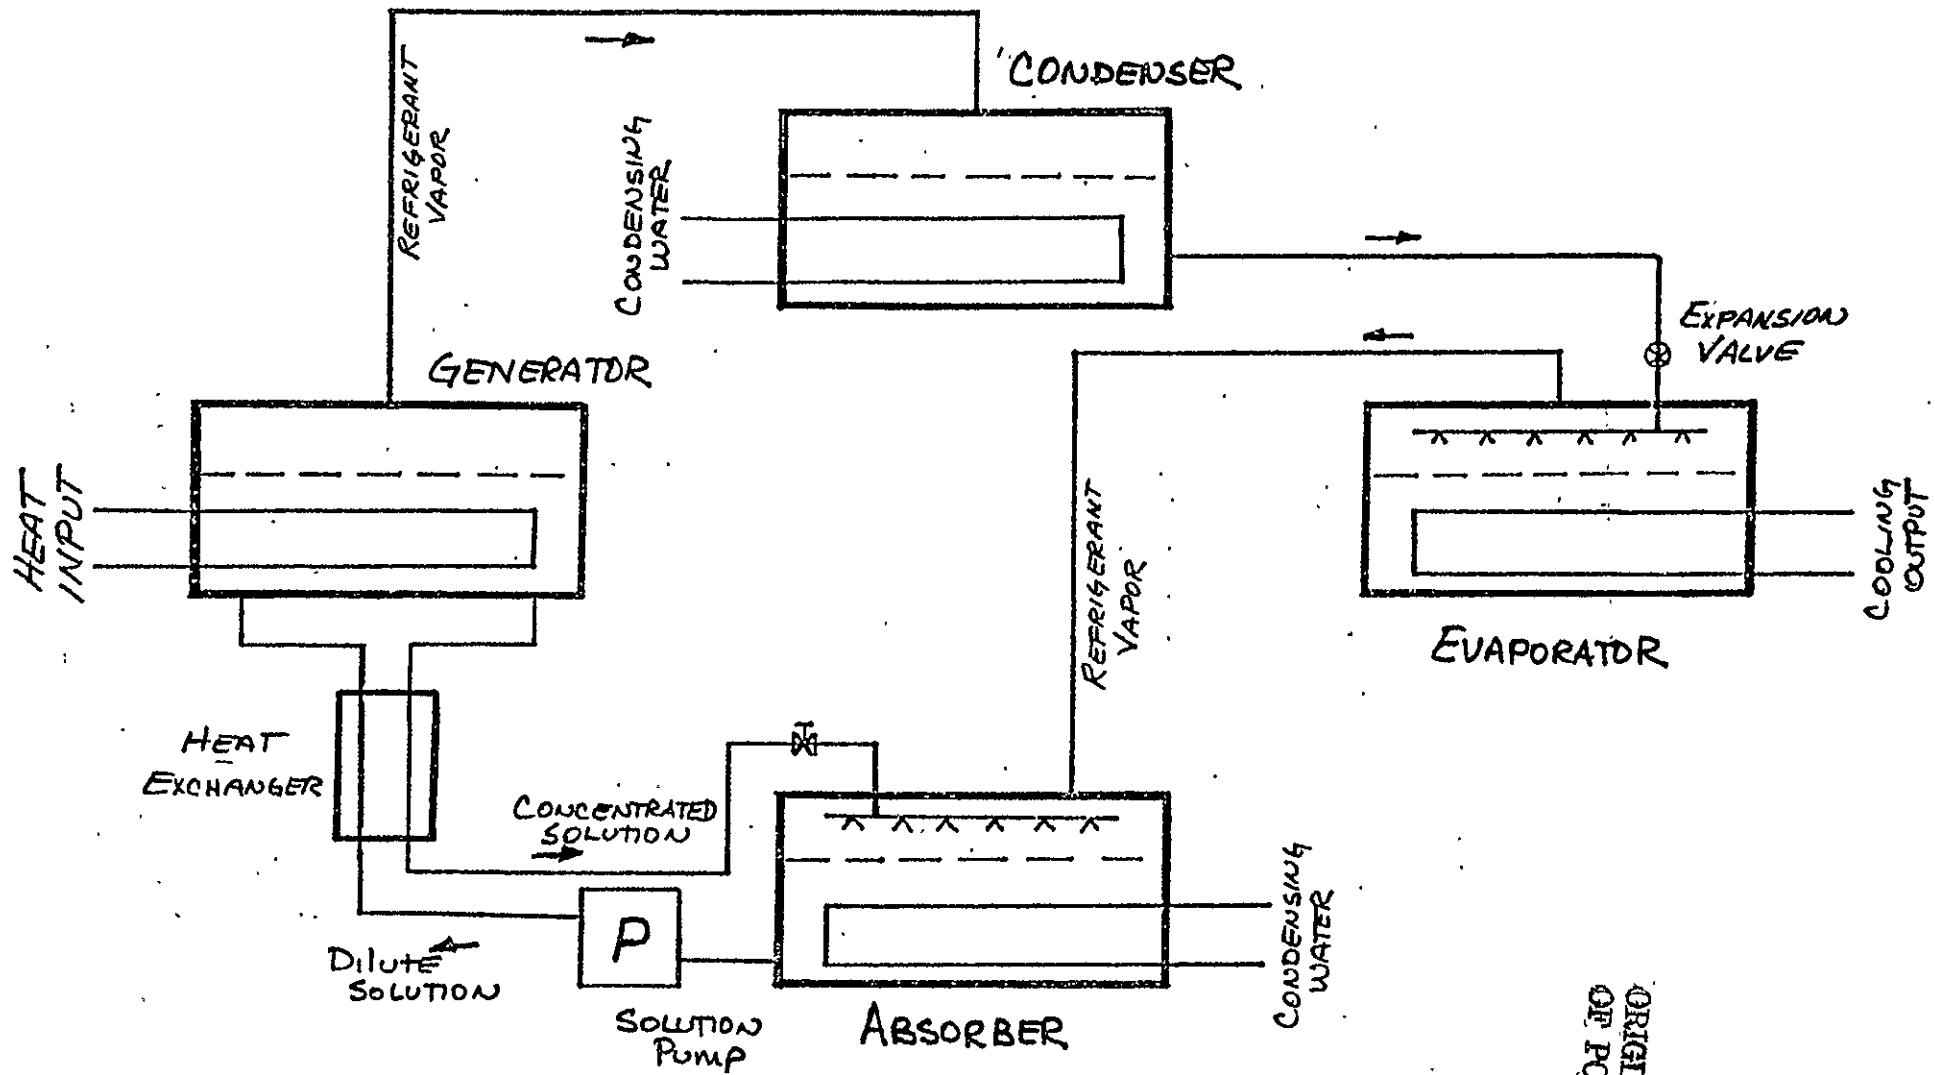 REFRIGERANT
VAPOR
CONDENSER
CONDENSING
WATER
EXPANSION
VALVE
GENERATOR
HEAT
INPUT
COOLING
OUTPUT
EVAPORATOR
REFRIGERANT
VAPOR
HEAT
EXCHANGER
CONCENTRATED
SOLUTION
P
DILUTE
SOLUTION
SOLUTION
PUMP
ABSORBER
CONDENSING
WATER
OF